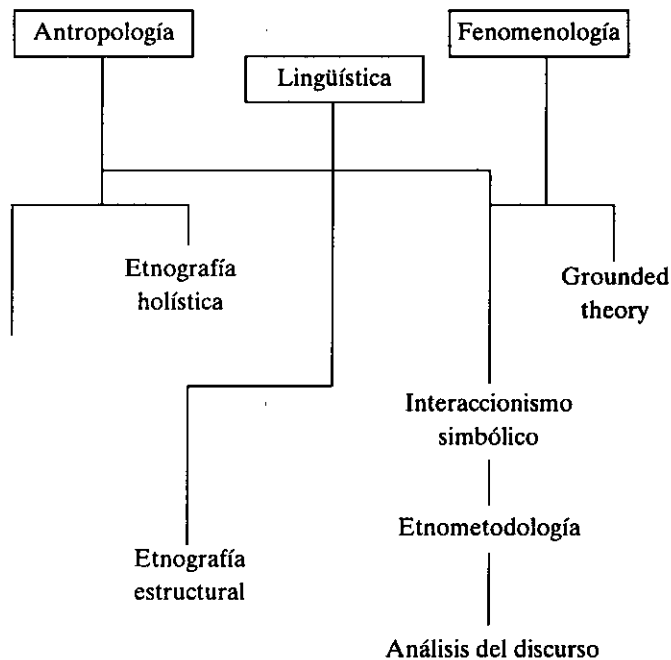 Antropología
Fenomenología
Lingüística
Etnografía
holística
Grounded
theory
Interaccionismo
simbólico
Etnometodología
Etnografía
estructural
Análisis del discurso